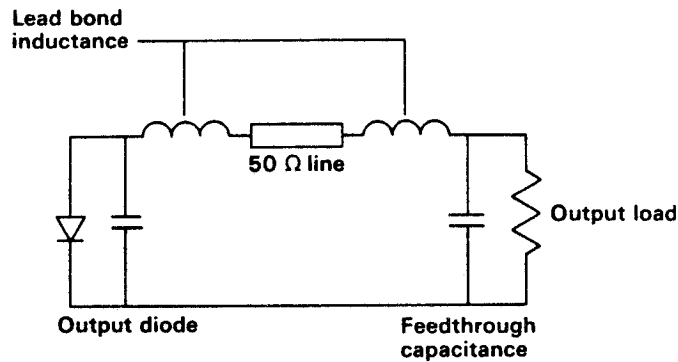 Lead bond
inductance
50 Ω line
Output load
Output diode
Feedthrough
capacitance